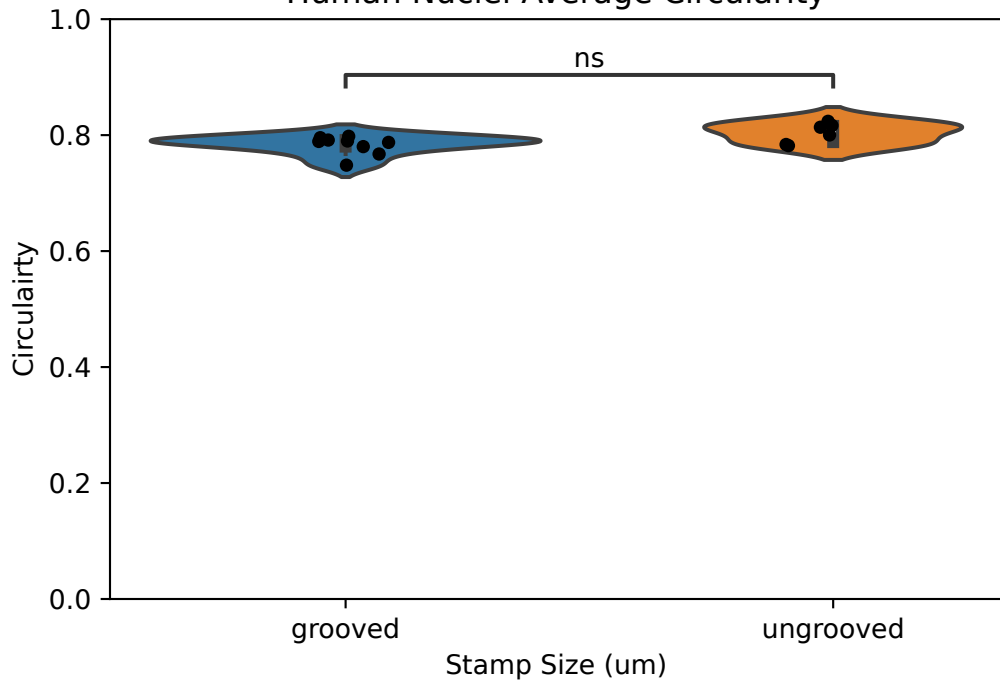 Human Nuclei Average Circularity
ns
1.0
0.8
0.6
0.4
0.2
0.0
Circulairty
grooved ungrooved
Stamp Size (um)